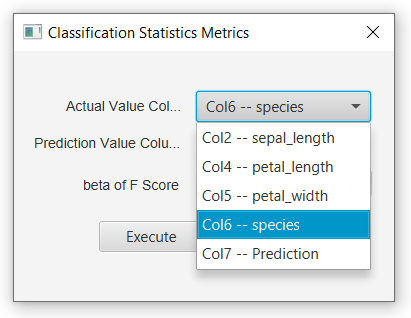 Classification Statistics Metrics
Actual Value Col...
Col6 -- species
Prediction Value Colu...
beta of F Score
Col2 -- sepal_length
Col4 -- petal_length
Col5 -- petal_width
Col6 -- species
Col7 -- Prediction
Execute